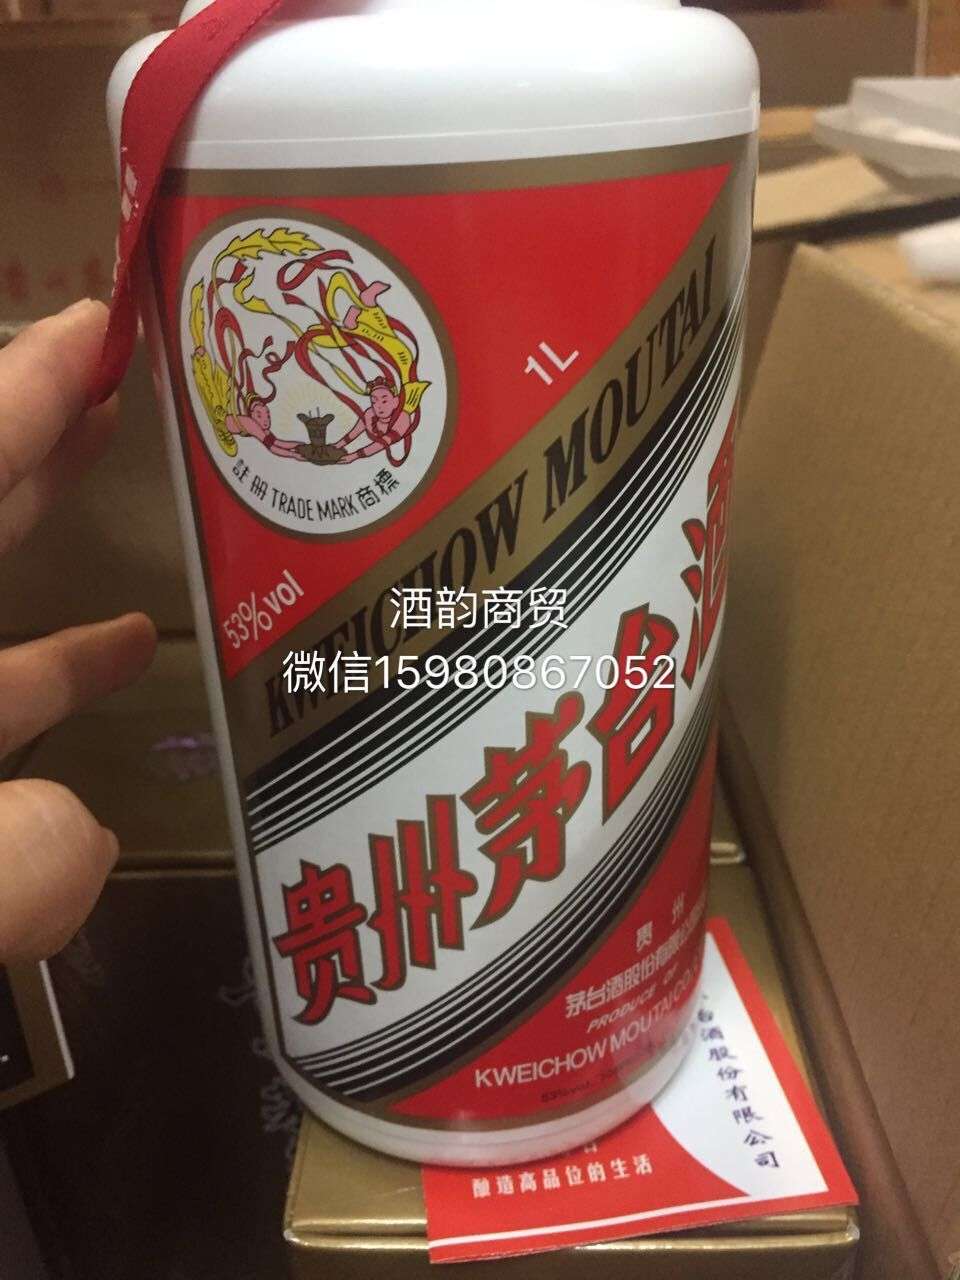 1L
註册 TRADE MARK 商標
53%vol
KWEICHOW MOUTAI
酒韵商贸
微信15980867052
贵州茅台酒
贵州
茅台酒股份有限公司
PRODUCE OF
KWEICHOW MOUTAI CO.
53%vol
台酒股份有限公司
酿造高品位的生活